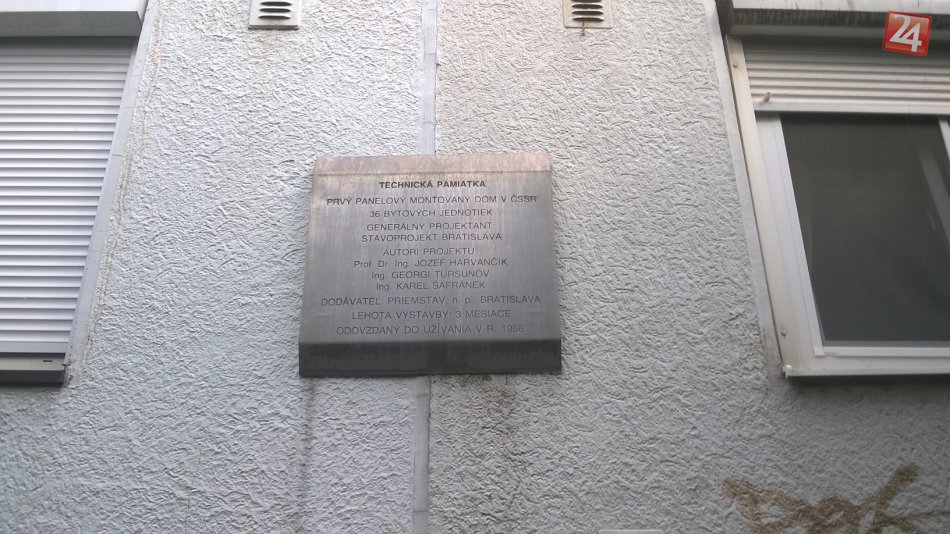 24
TECHNICKÁ PAMIATKA
PRVÝ PANELOVÝ MONTOVANÝ DOM V ČSSR
36 BYTOVÝCH JEDNOTIEK
GENERÁLNY PROJEKTANT:
STAVOPROJEKT BRATISLAVA
AUTORI PROJEKTU:
Prof. Dr. Ing. JOZEF HARVANČÍK
Ing. GEORGI TURSUNOV
Ing. KAREL ŠAFRÁNEK
DODÁVATEĽ: PRIEMSTAV, n. p., BRATISLAVA
LEHOTA VÝSTAVBY: 3 MESIACE
ODOVZDANÝ DO UŽÍVANIA V R. 1956